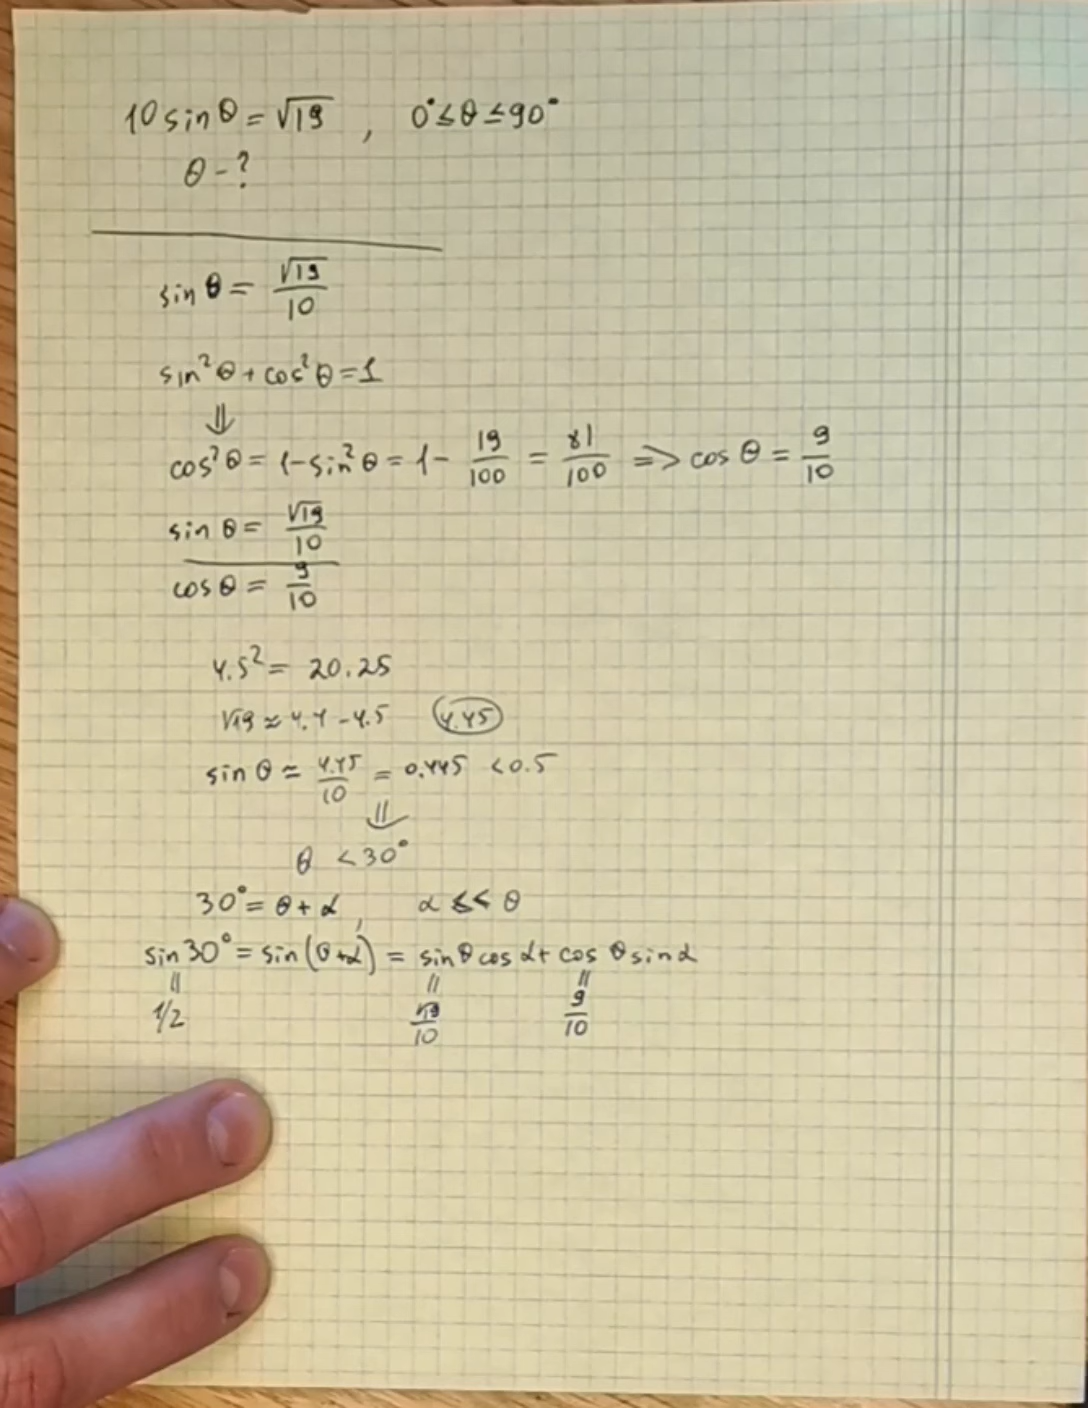 10 sin θ = √19 , 0° ≤ θ ≤ 90°
θ - ?
sin θ = √19/10
sin²θ + cos²θ = 1
⇓
cos²θ = 1 - sin²θ = 1 - 19/100 = 81/100 => cos θ = 9/10
sin θ = √19/10
cos θ = 9/10
4.5² = 20.25
√19 ≈ 4.4 - 4.5 4.45
sin θ ≈ 4.45/10 = 0.445 < 0.5
⇓
θ < 30°
30° = θ + α, α << θ
sin 30° = sin(θ+α) = sin θ cos α + cos θ sin α
|| || ||
1/2 √19/10 9/10